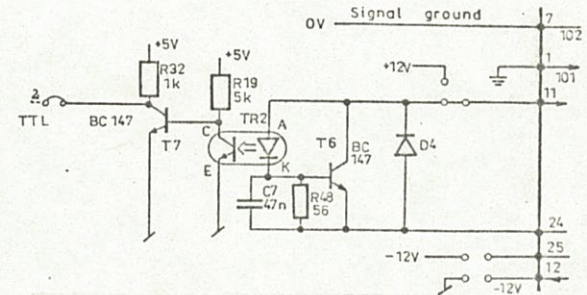 Signal ground
0V
7
102
+5V
+5V
+12V
1
101
R32
1k
R19
5k
11
2
TTL
BC 147
C
TR2
A
T6
BC
147
D4
T7
E
K
C7
47n
R48
56
24
-12V
25
12
-12V